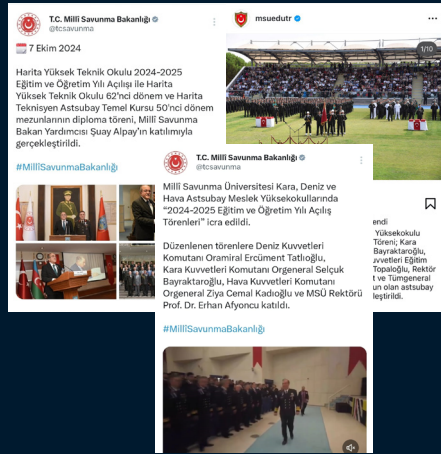 T.C. Millî Savunma Bakanlığı
@tcsavunma
7 Ekim 2024
Harita Yüksek Teknik Okulu 2024-2025
Eğitim ve Öğretim Yılı Açılışı ile Harita
Yüksek Teknik Okulu 62'nci dönem ve Harita
Teknisyen Astsubay Temel Kursu 50'nci dönem
mezunlarının diploma töreni, Millî Savunma
Bakan Yardımcısı Şuay Alpay'ın katılımıyla
gerçekleştirildi.
#MillîSavunmaBakanlığı
msuedutr
1/10
T.C. Millî Savunma Bakanlığı
@tcsavunma
Millî Savunma Üniversitesi Kara, Deniz ve
Hava Astsubay Meslek Yüksekokullarında
"2024-2025 Eğitim ve Öğretim Yılı Açılış
Törenleri" icra edildi.
Düzenlenen törenlere Deniz Kuvvetleri
Komutanı Oramiral Ercüment Tatlıoğlu,
Kara Kuvvetleri Komutanı Orgeneral Selçuk
Bayraktaroğlu, Hava Kuvvetleri Komutanı
Orgeneral Ziya Cemal Kadıoğlu ve MSÜ Rektörü
Prof. Dr. Erhan Afyoncu katıldı.
#MillîSavunmaBakanlığı
endi
Yüksekokulu
Töreni; Kara
Bayraktaroğlu,
uvvetleri Eğitim
Topaloğlu, Rektör
t ve Tümgeneral
un olan astsubay
leştirildi.